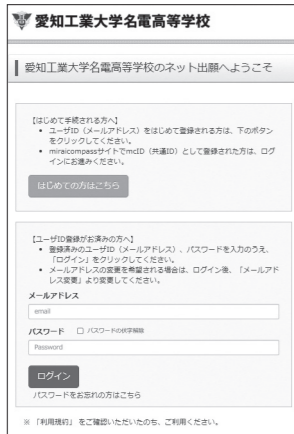 愛知工業大学名電高等学校
愛知工業大学名電高等学校のネット出願へようこそ
【はじめて手続される方へ】
• ユーザID（メールアドレス）をはじめて登録される方は、下のボタン
をクリックしてください。
• miraicompassサイトでmcID（共通ID）として登録された方は、ログ
インにお進みください。
はじめての方はこちら
【ユーザID登録がお済みの方へ】
• 登録済みのユーザID（メールアドレス）、パスワードを入力のうえ、
「ログイン」をクリックしてください。
• メールアドレスの変更を希望される場合は、ログイン後、「メールアド
レス変更」より変更してください。
メールアドレス
email
パスワード □ パスワードの伏字解除
Password
ログイン
パスワードをお忘れの方はこちら
※ 「利用規約」 をご確認いただいたのち、ご利用ください。